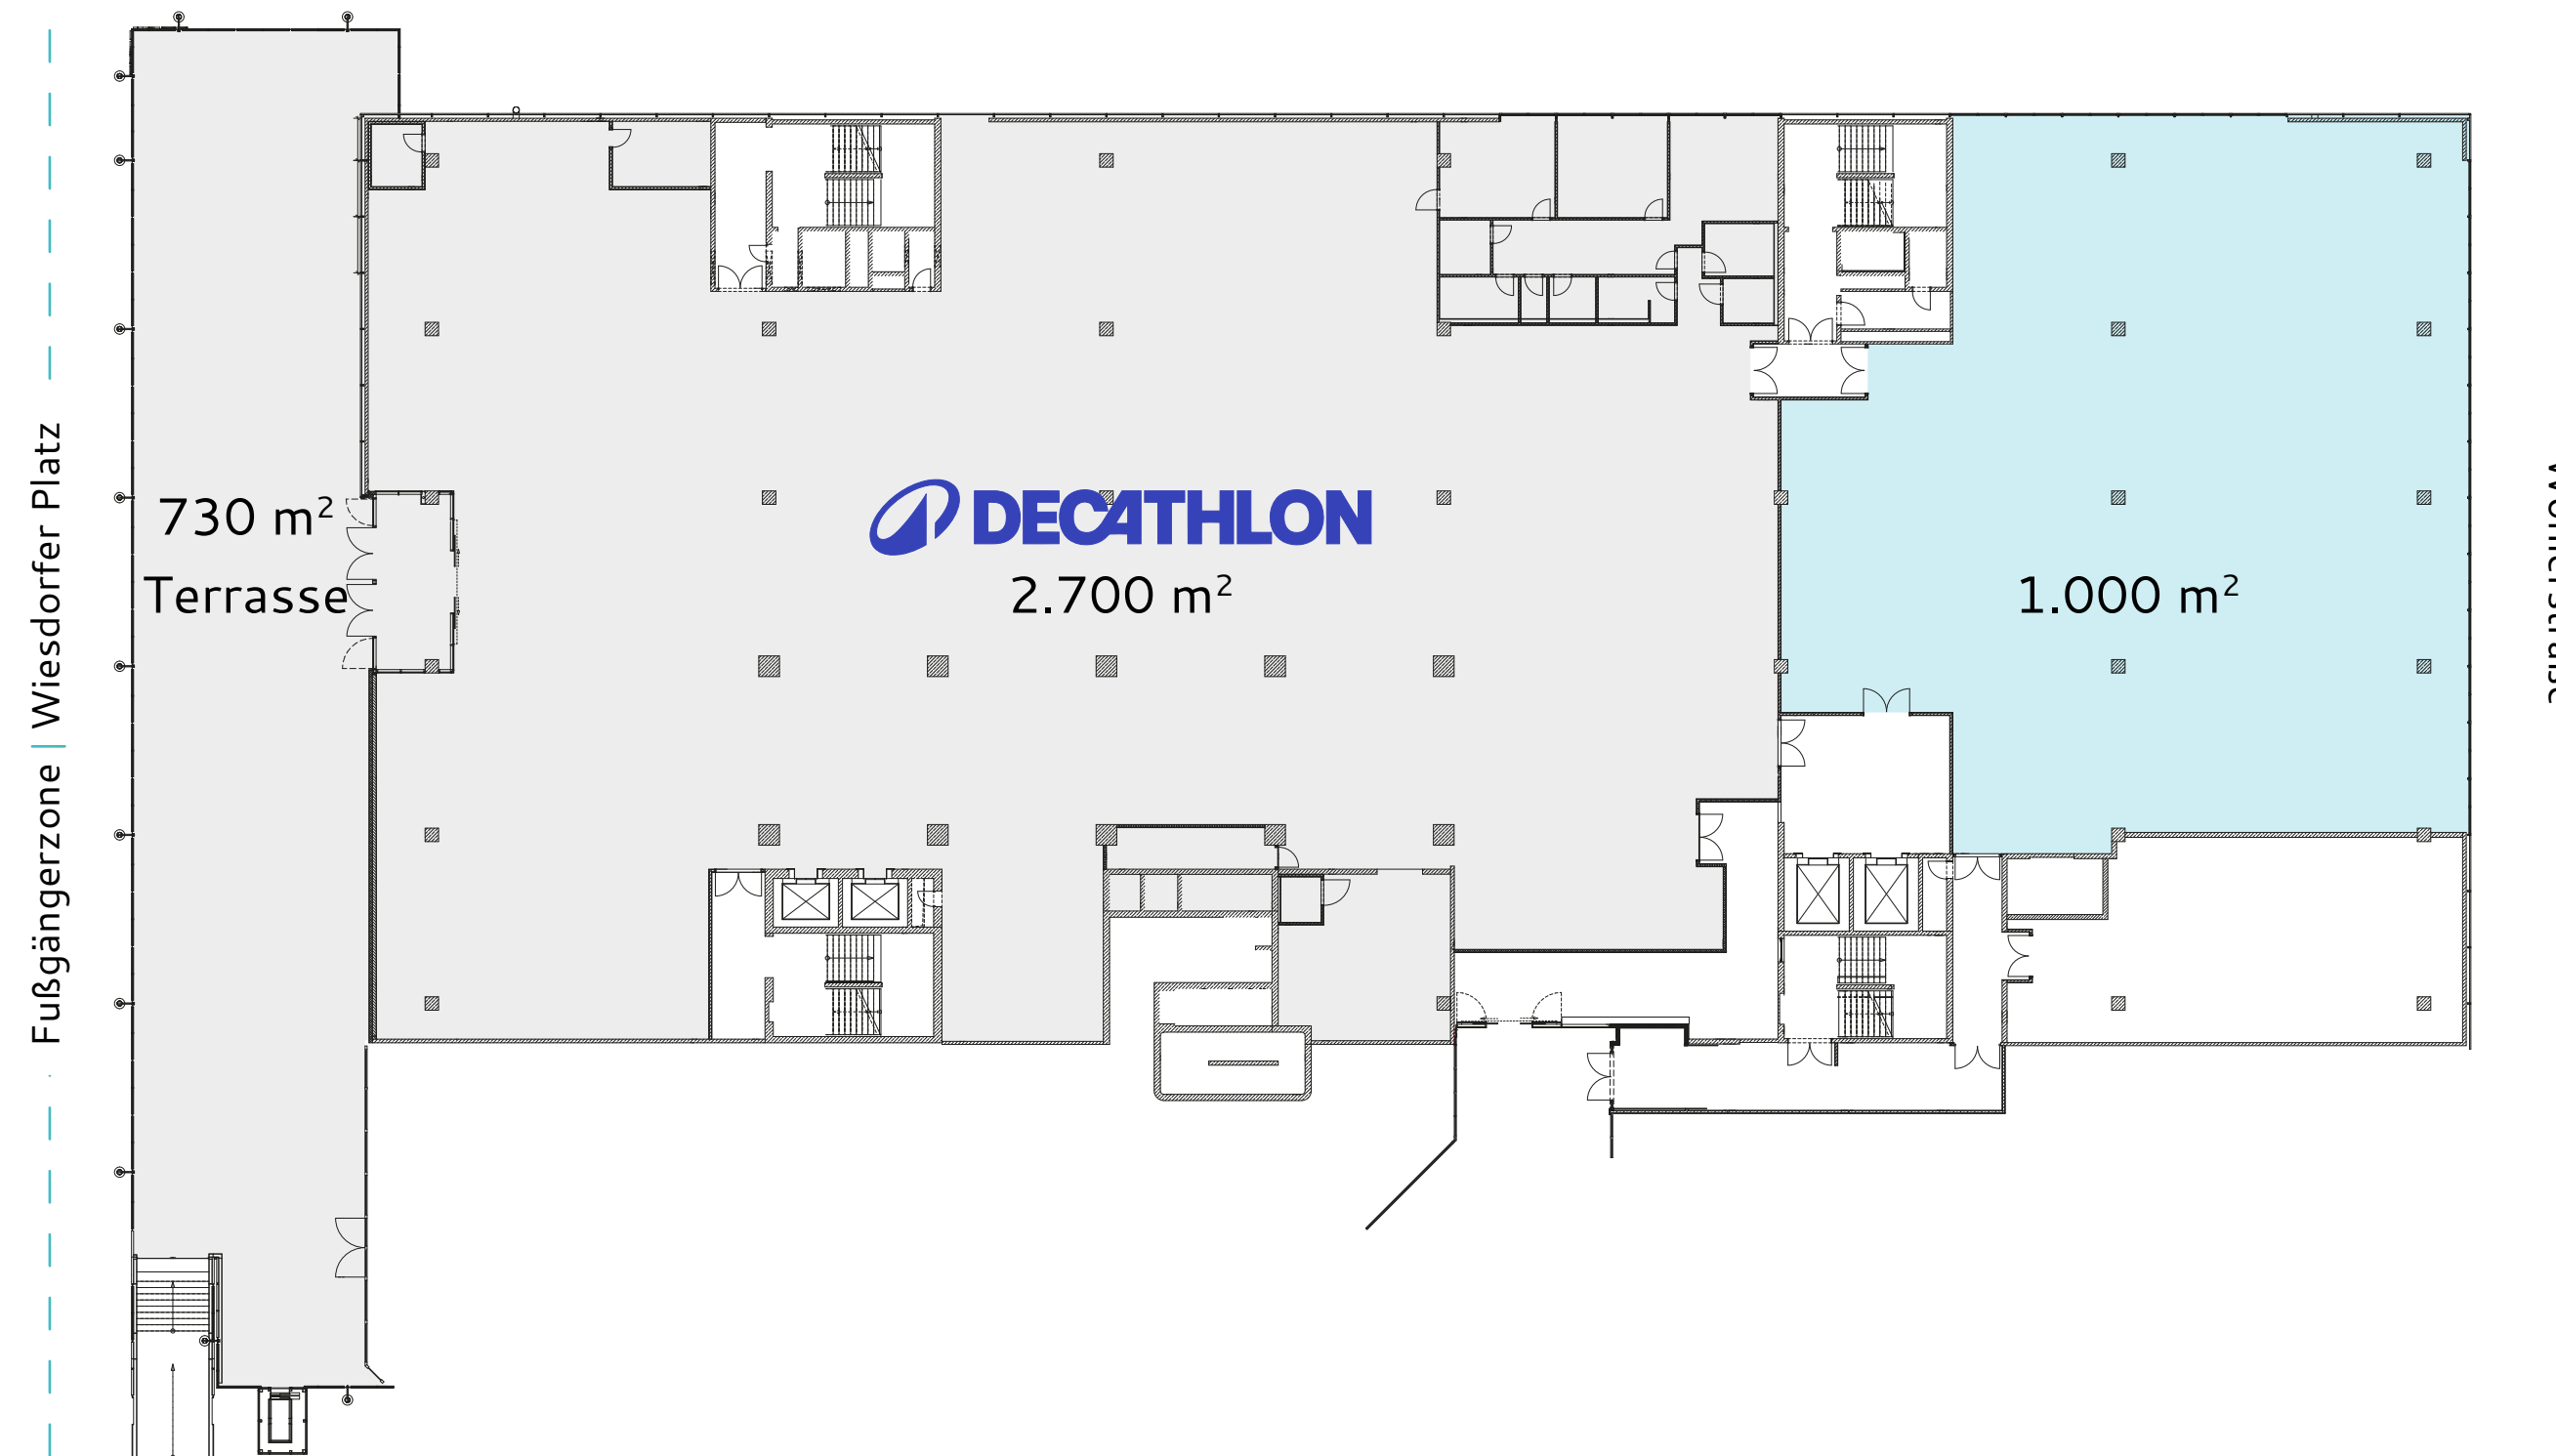 Fußgängerzone | Wiesdorfer Platz
730 m²
Terrasse
DECATHLON
2.700 m²
1.000 m²